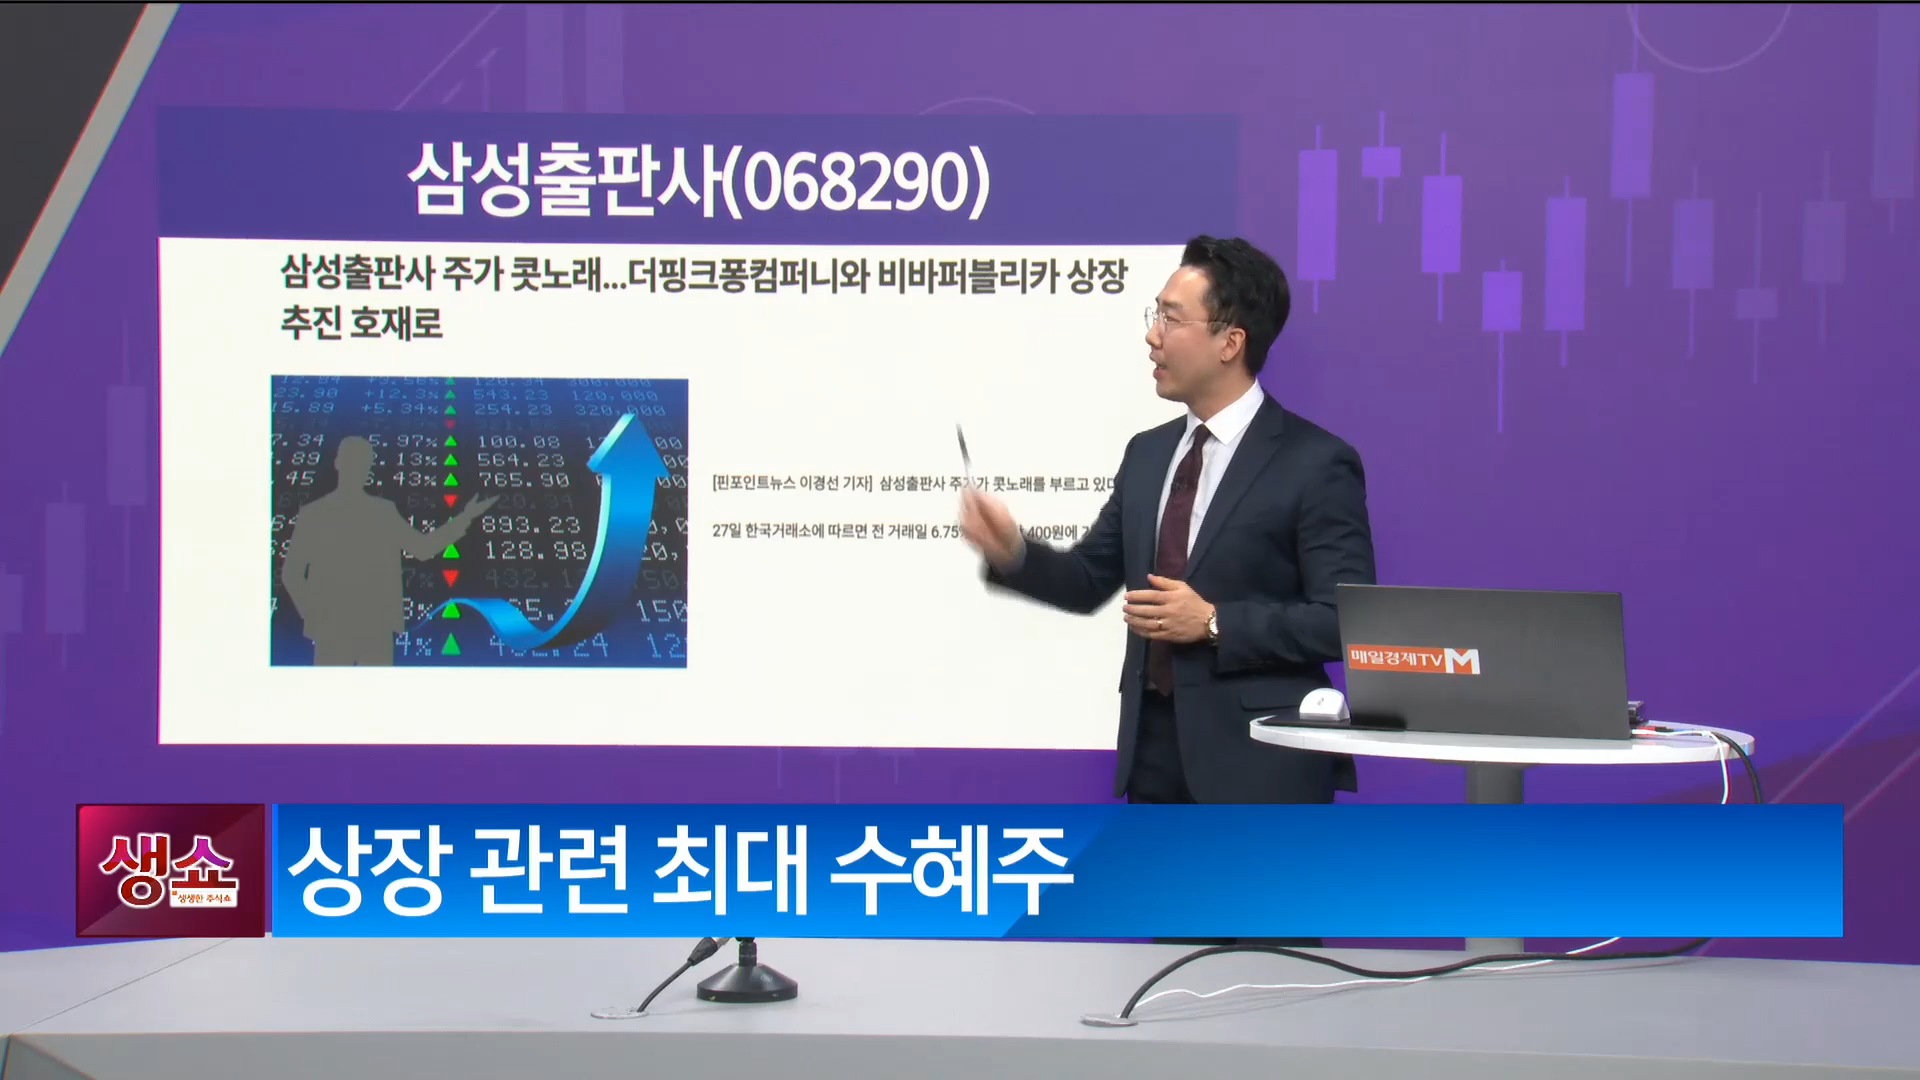 삼성출판사(068290)
삼성출판사 주가 콧노래...더핑크퐁컴퍼니와 비바퍼블리카 상장
추진 호재로
[핀포인트뉴스 이경선 기자] 삼성출판사 주가가 콧노래를 부르고 있다
27일 한국거래소에 따르면 전 거래일 6.75% 400원에
매일경제TV M
생쇼
생생한 주식쇼
상장 관련 최대 수혜주